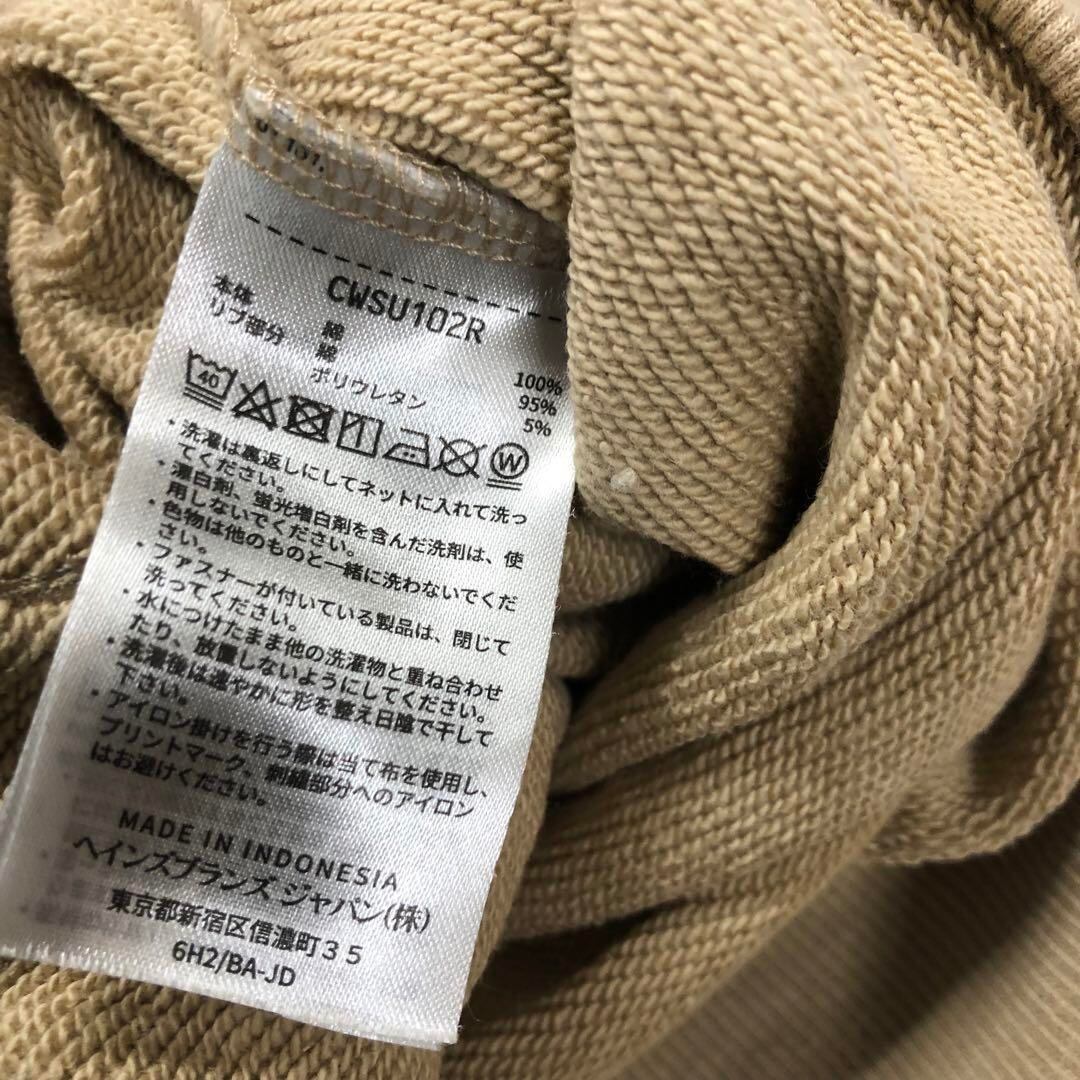 CWSU102R
本体 綿 100%
リブ部分 綿 95%
ポリウレタン 5%
40
W
・洗濯は裏返しにしてネットに入れて洗っ
てください。
・漂白剤、蛍光増白剤を含んだ洗剤は、使
用しないでください。
・色物は他のものと一緒に洗わないでくだ
さい。
・ファスナーが付いている製品は、閉じて
洗ってください。
・水につけたまま他の洗濯物と重ね合わせ
たり、放置しないようにしてください。
・洗濯後は速やかに形を整え日陰で干して
下さい。
・アイロン掛けを行う際は当て布を使用し、
プリントマーク、刺繍部分へのアイロン
はお避けください。
MADE IN INDONESIA
ヘインズブランズ ジャパン(株)
東京都新宿区信濃町35
6H2/BA-JD